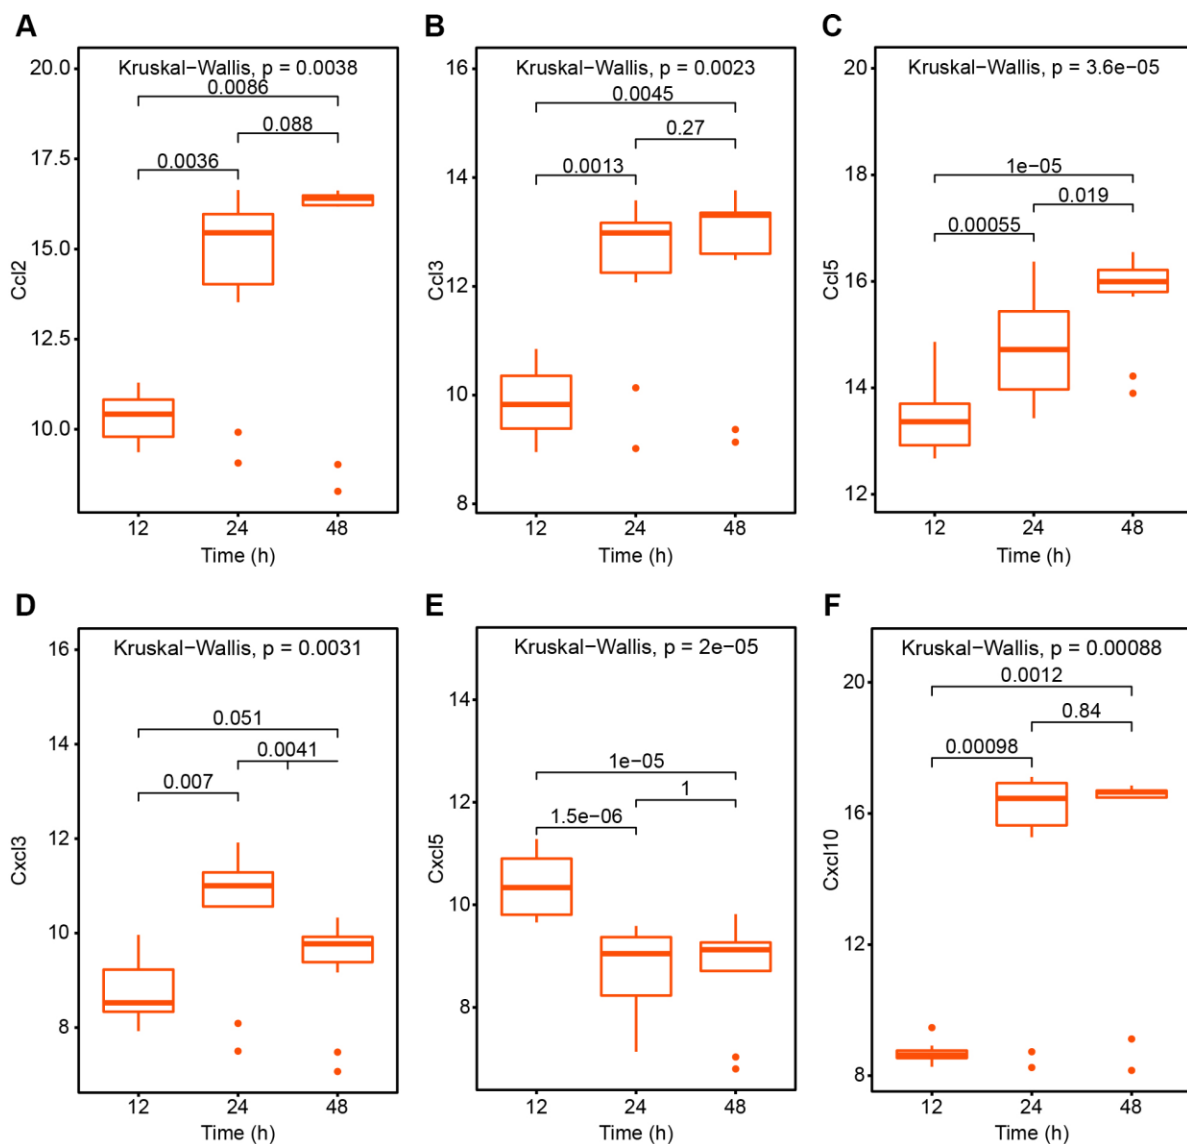 A
Kruskal−Wallis, p = 0.0038
20.0
0.0086
0.088
17.5
0.0036
15.0
12.5
10.0
Ccl2
12 24 48
Time (h)
B
Kruskal−Wallis, p = 0.0023
16
0.0045
0.27
14
0.0013
12
10
8
Ccl3
12 24 48
Time (h)
C
Kruskal−Wallis, p = 3.6e−05
20
18
1e−05
0.019
0.00055
16
14
12
Ccl5
12 24 48
Time (h)
D
Kruskal−Wallis, p = 0.0031
16
0.051
14
0.0041
0.007
12
10
8
Cxcl3
12 24 48
Time (h)
E
Kruskal−Wallis, p = 2e−05
14
1e−05
12
1
1.5e−06
10
8
Cxcl5
12 24 48
Time (h)
F
Kruskal−Wallis, p = 0.00088
20
0.0012
0.84
0.00098
16
12
8
Cxcl10
12 24 48
Time (h)